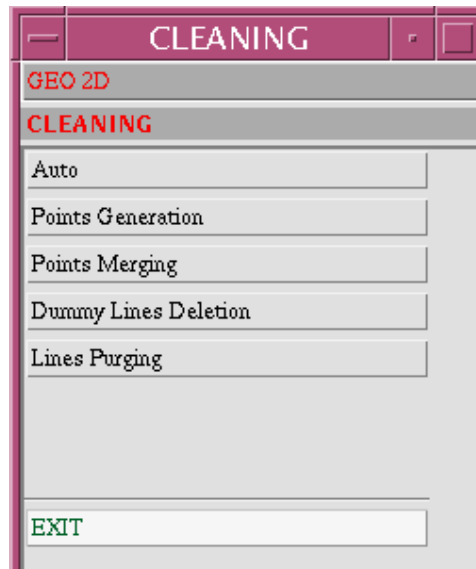 CLEANING
GEO 2D
CLEANING
Auto
Points Generation
Points Merging
Dummy Lines Deletion
Lines Purging
EXIT